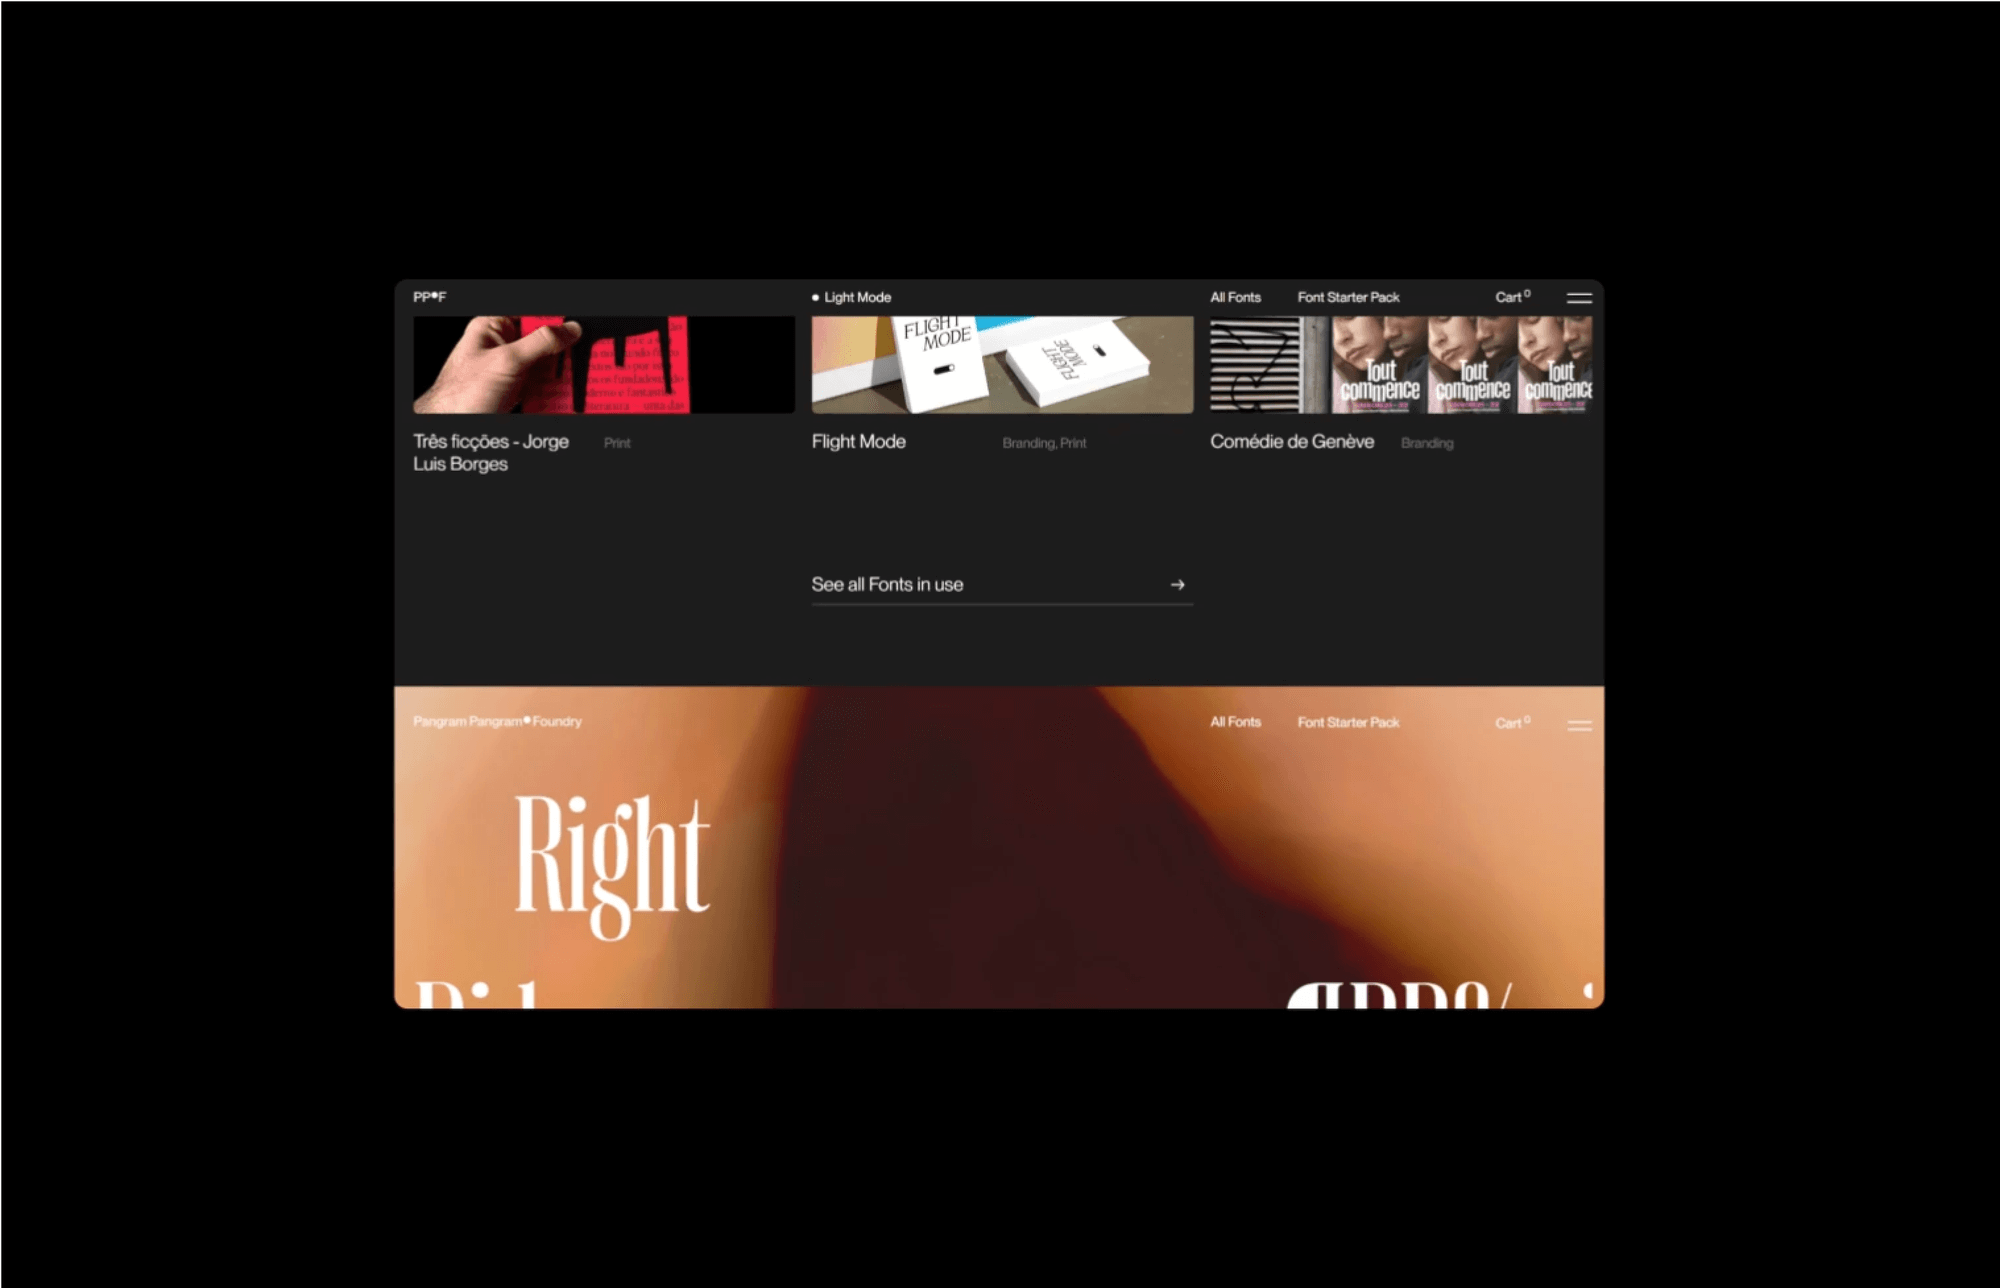 PP•F
• Light Mode
All Fonts
Font Starter Pack
Cart 0
FLIGHT
MODE
FLIGHT
MODE
Tout
commence
Tout
commence
Tout
commence
Três ficções - Jorge
Luis Borges
Print
Flight Mode
Branding, Print
Comédie de Genève
Branding
See all Fonts in use →
Pangram Pangram•Foundry
All Fonts
Font Starter Pack
Cart 0
Right